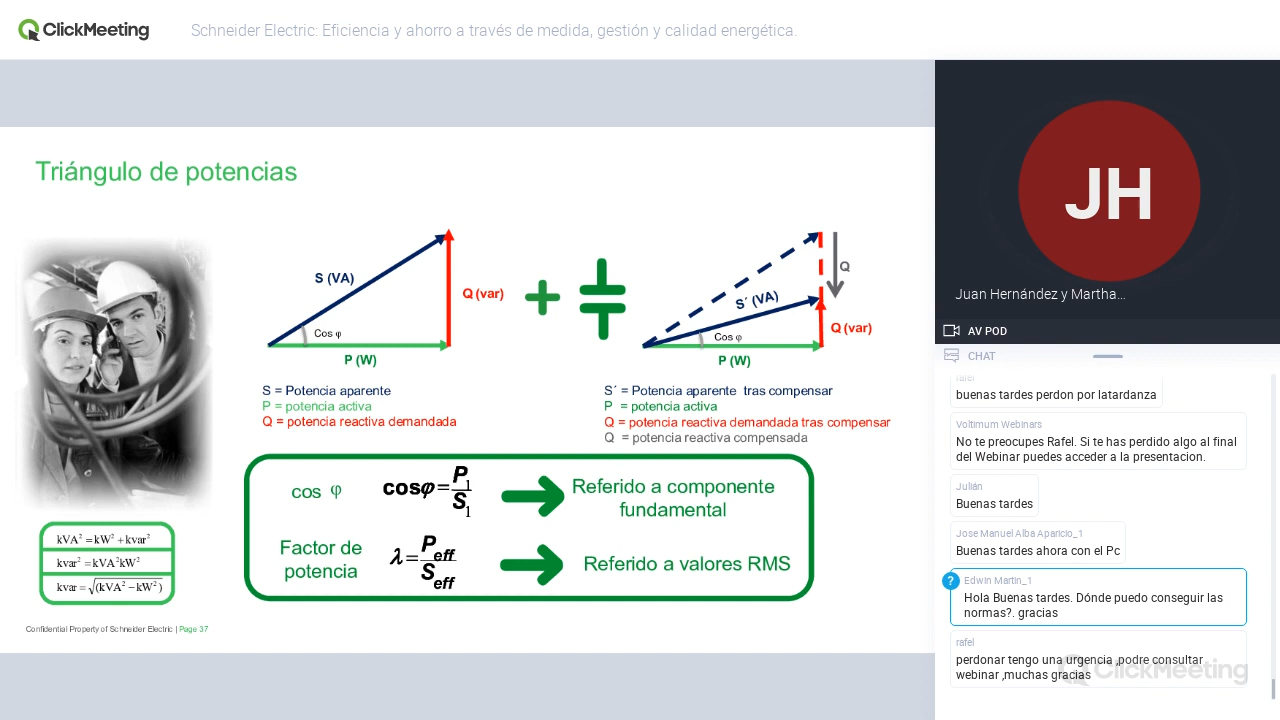 ClickMeeting
Schneider Electric: Eficiencia y ahorro a través de medida, gestión y calidad energética.
Triángulo de potencias
S (VA)
Q (var)
Cos φ
P (W)
S´ (VA)
Q
Q (var)
Cos φ
P (W)
S = Potencia aparente
P = potencia activa
Q = potencia reactiva demandada
S´ = Potencia aparente tras compensar
P = potencia activa
Q = potencia reactiva demandada tras compensar
Q = potencia reactiva compensada
cos φ
cosφ = P₁/S₁
Referido a componente
fundamental
Factor de
potencia
λ = Peff/Seff
Referido a valores RMS
kVA² = kW² + kvar²
kvar² = kVA² kW²
kvar = √(kVA² − kW²)
Confidential Property of Schneider Electric | Page 37
JH
Juan Hernández y Martha...
AV POD
CHAT
rafel
buenas tardes perdon por latardanza
Voltimum Webinars
No te preocupes Rafel. Si te has perdido algo al final
del Webinar puedes acceder a la presentacion.
Julián
Buenas tardes
Jose Manuel Alba Aparicio_1
Buenas tardes ahora con el Pc
?
Edwin Martin_1
Hola Buenas tardes. Dónde puedo conseguir las
normas?. gracias
rafel
perdonar tengo una urgencia ,podre consultar
webinar ,muchas gracias
ClickMeeting